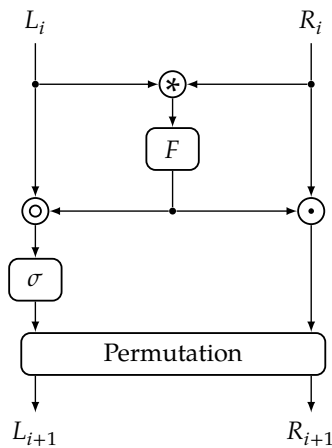 L_i R_i
*
F
σ
Permutation
L_{i+1} R_{i+1}